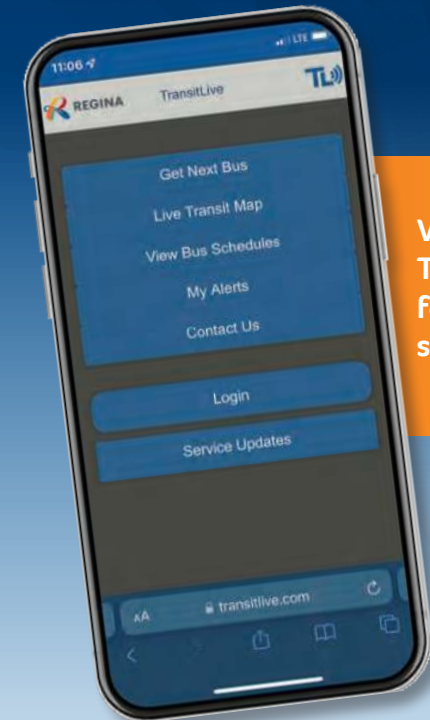 11:06
LTE
REGINA
TransitLive
TL
Get Next Bus
Live Transit Map
View Bus Schedules
My Alerts
Contact Us
Login
Service Updates
AA
transitlive.com